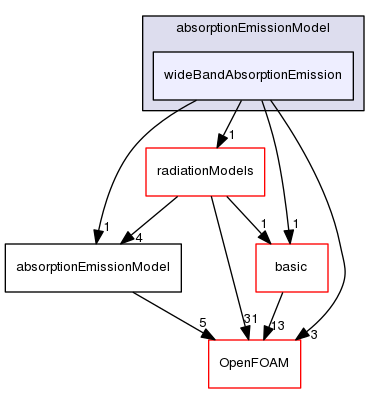 absorptionEmissionModel
wideBandAbsorptionEmission
1
radiationModels
1
4
1
1
absorptionEmissionModel
basic
5
31
13
3
OpenFOAM